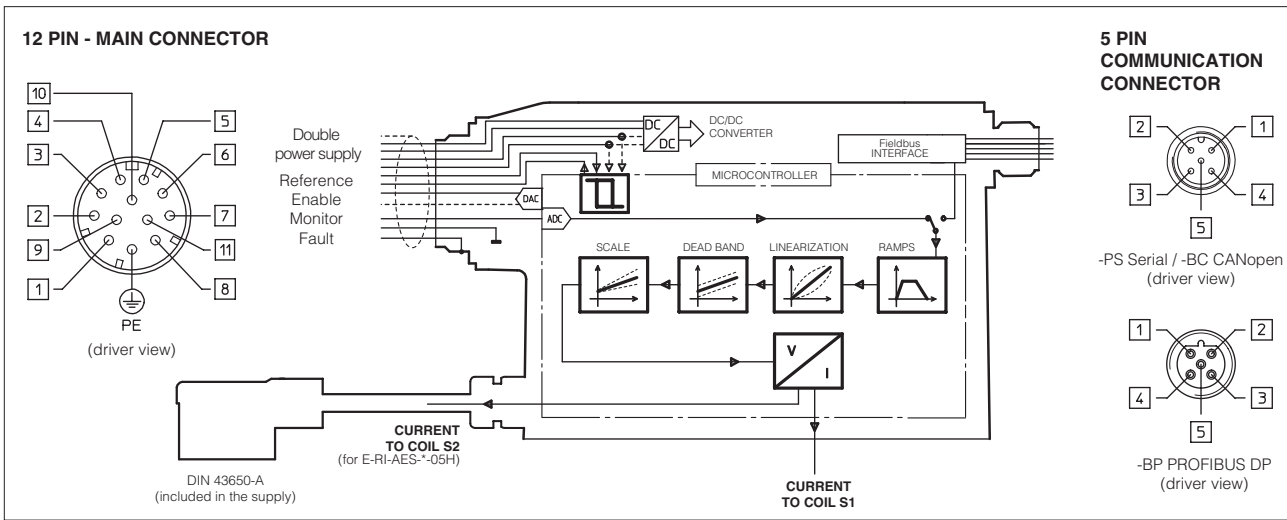 12 PIN - MAIN CONNECTOR
10
4
5
3
6
2
7
9
11
1
8
PE
(driver view)
Double
power supply
Reference
Enable
Monitor
Fault
DC
DC
DC/DC
CONVERTER
Fieldbus
INTERFACE
MICROCONTROLLER
DAC
ADC
SCALE
DEAD BAND
LINEARIZATION
RAMPS
V
I
CURRENT
TO COIL S2
(for E-RI-AES-*-05H)
DIN 43650-A
(included in the supply)
CURRENT
TO COIL S1
5 PIN
COMMUNICATION
CONNECTOR
2
1
3
4
5
-PS Serial / -BC CANopen
(driver view)
1
2
4
3
5
-BP PROFIBUS DP
(driver view)